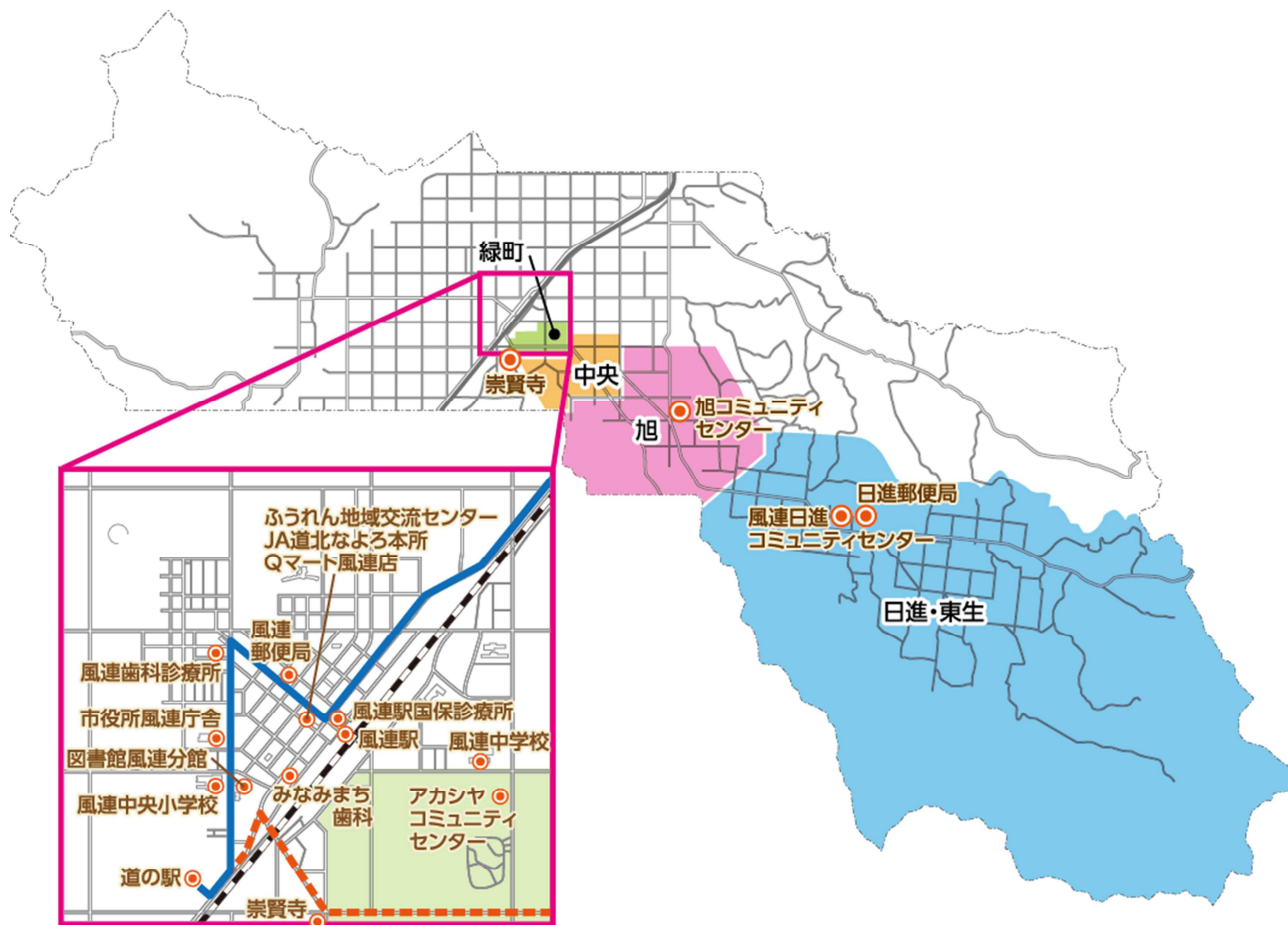 緑町
崇賢寺
中央
旭コミュニティ
センター
旭
日進郵便局
風連日進
コミュニティセンター
日進・東生
ふうれん地域交流センター
JA道北なよろ本所
Qマート風連店
風連
郵便局
風連歯科診療所
市役所風連庁舎
風連駅国保診療所
風連駅
風連中学校
図書館風連分館
風連中央小学校
みなみまち
歯科
アカシヤ
コミュニティ
センター
道の駅
崇賢寺